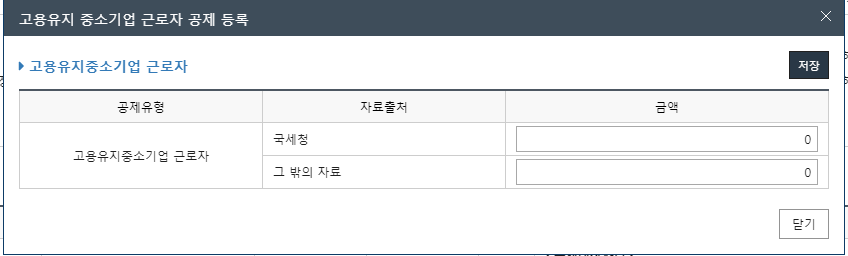 고용유지 중소기업 근로자 공제 등록
고용유지중소기업 근로자
저장
공제유형 자료출처 금액
고용유지중소기업 근로자
국세청 0
그 밖의 자료 0
닫기